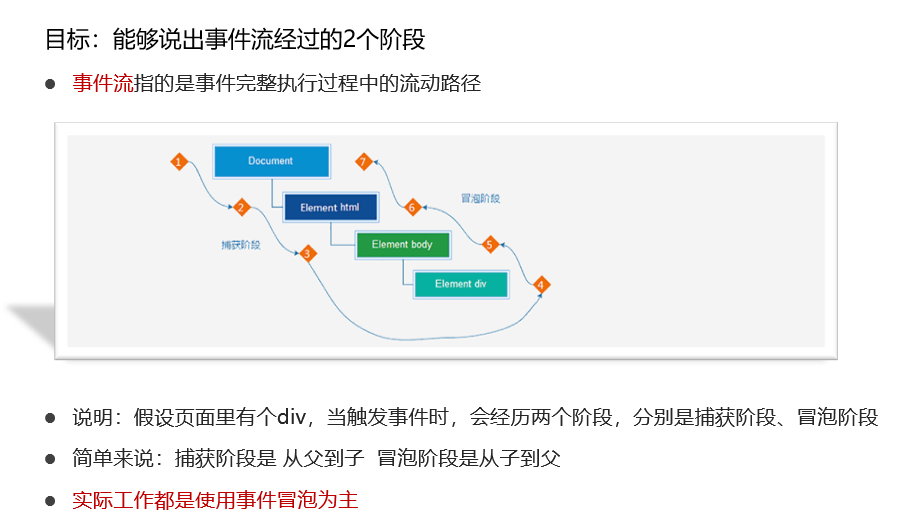 目标：能够说出事件流经过的2个阶段
事件流指的是事件完整执行过程中的流动路径
1
Document
7
2
Element html
6
冒泡阶段
捕获阶段
3
Element body
5
Element div
4
说明：假设页面里有个div，当触发事件时，会经历两个阶段，分别是捕获阶段、冒泡阶段
简单来说：捕获阶段是 从父到子 冒泡阶段是从子到父
实际工作都是使用事件冒泡为主